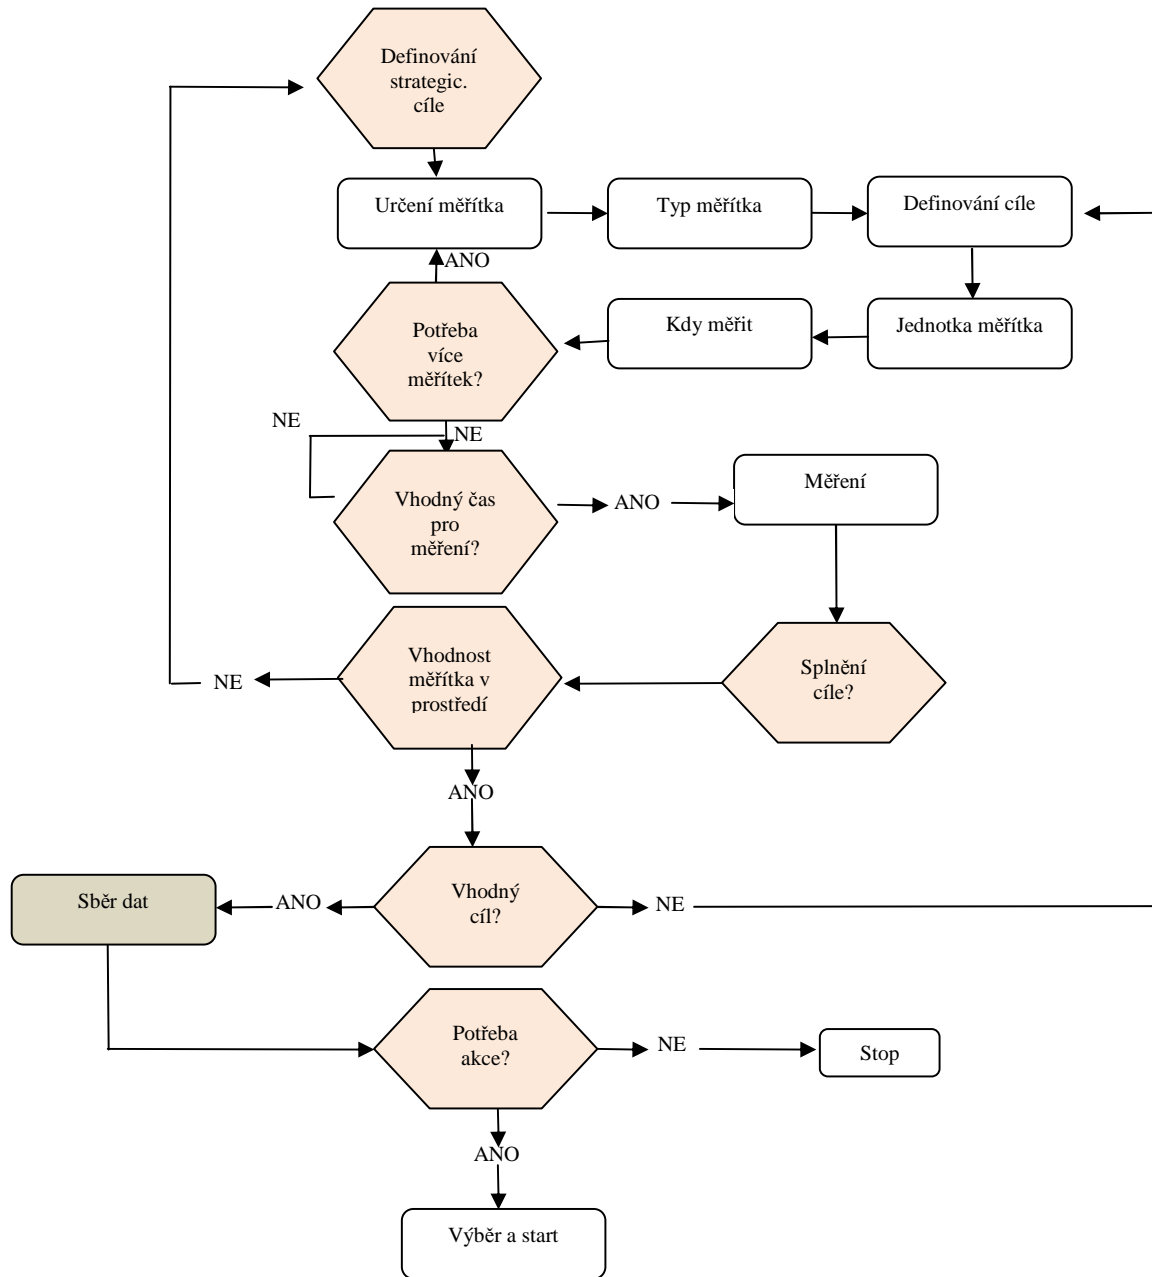 Definování
strategic.
cíle
Určení měřítka
Typ měřítka
Definování cíle
ANO
Potřeba
více
měřítek?
Kdy měřit
Jednotka měřítka
NE
NE
Vhodný čas
pro
měření?
ANO
Měření
Vhodnost
měřítka v
prostředí
NE
Splnění
cíle?
ANO
Sběr dat
ANO
Vhodný
cíl?
NE
Potřeba
akce?
NE
Stop
ANO
Výběr a start